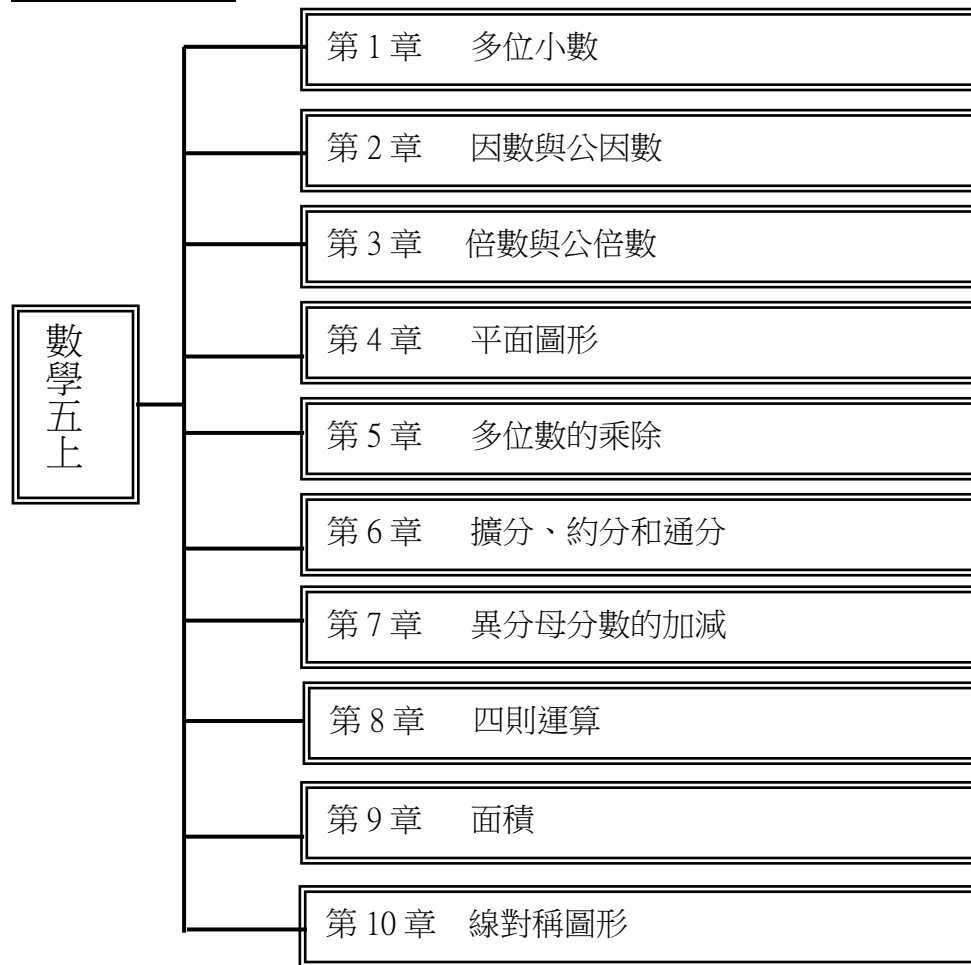 第 1 章 多位小數
第 2 章 因數與公因數
第 3 章 倍數與公倍數
第 4 章 平面圖形
數學五上
第 5 章 多位數的乘除
第 6 章 擴分、約分和通分
第 7 章 異分母分數的加減
第 8 章 四則運算
第 9 章 面積
第 10 章 線對稱圖形